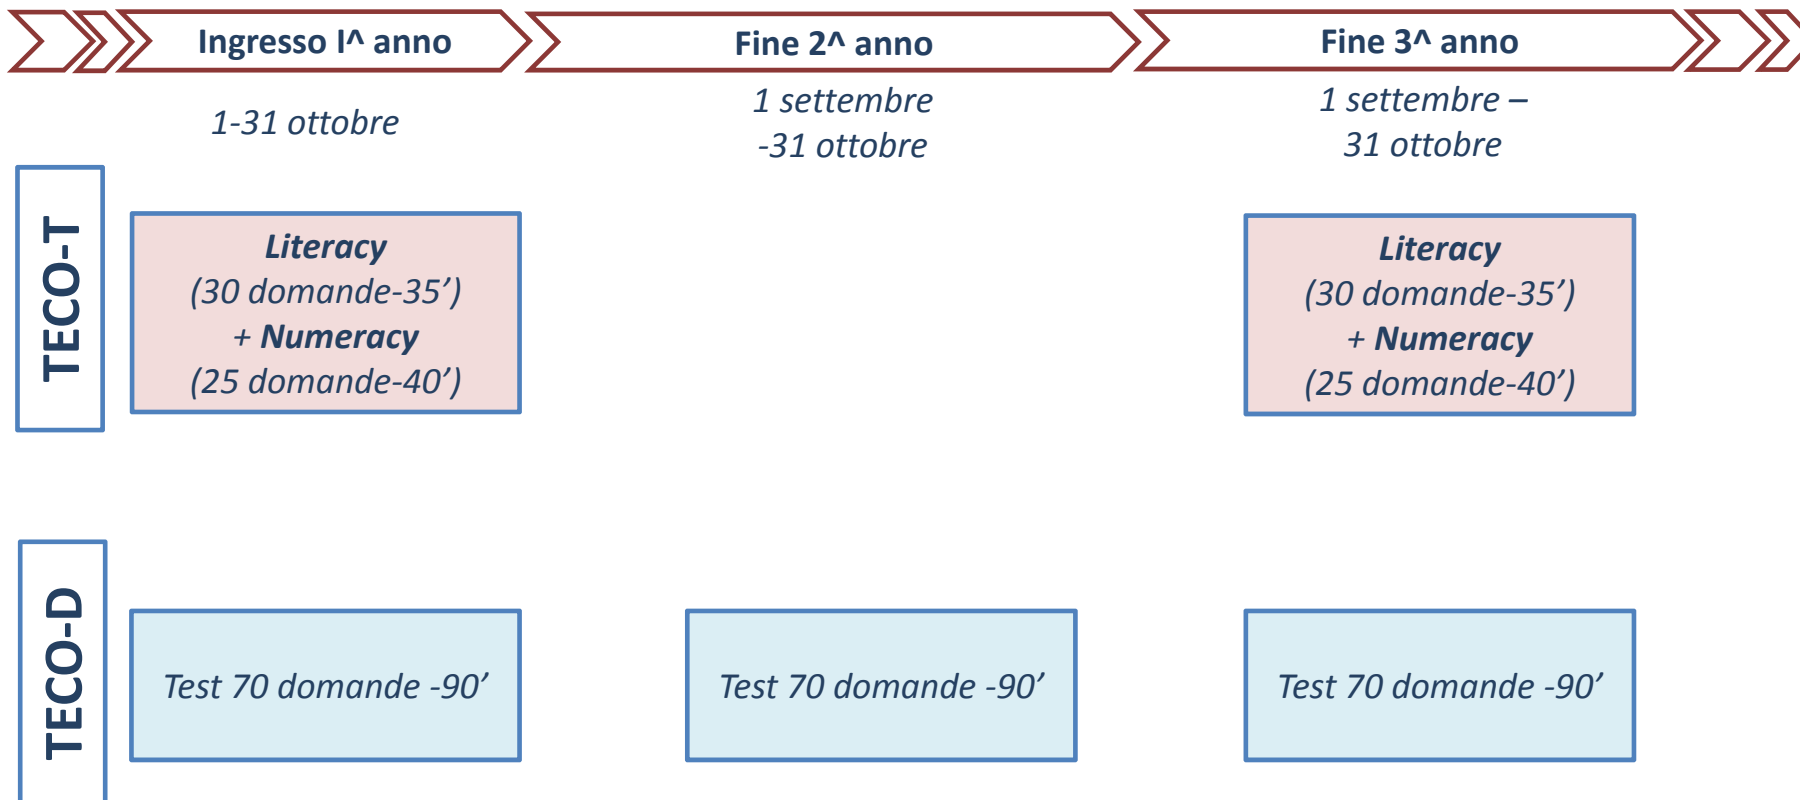 Ingresso I^ anno
Fine 2^ anno
Fine 3^ anno
1-31 ottobre
1 settembre
-31 ottobre
1 settembre –
31 ottobre
TECO-T
Literacy
(30 domande-35’)
+ Numeracy
(25 domande-40’)
Literacy
(30 domande-35’)
+ Numeracy
(25 domande-40’)
TECO-D
Test 70 domande -90’
Test 70 domande -90’
Test 70 domande -90’